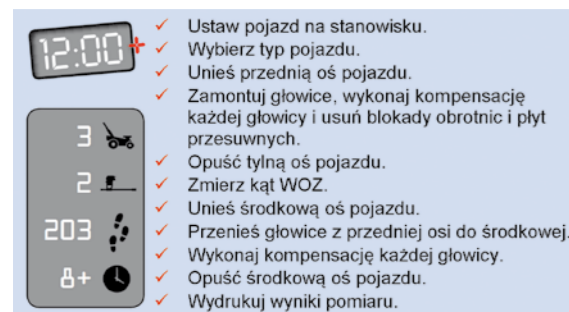 12:00+
Ustaw pojazd na stanowisku.
Wybierz typ pojazdu.
Unieś przednią oś pojazdu.
Zamontuj głowice, wykonaj kompensację
każdej głowicy i usuń blokady obrotnic i płyt
przesuwnych.
Opuść tylną oś pojazdu.
Zmierz kąt WOZ.
Unieś środkową oś pojazdu.
Przenieś głowice z przedniej osi do środkowej.
Wykonaj kompensację każdej głowicy.
Opuść środkową oś pojazdu.
Wydrukuj wyniki pomiaru.
3
2
203
8+